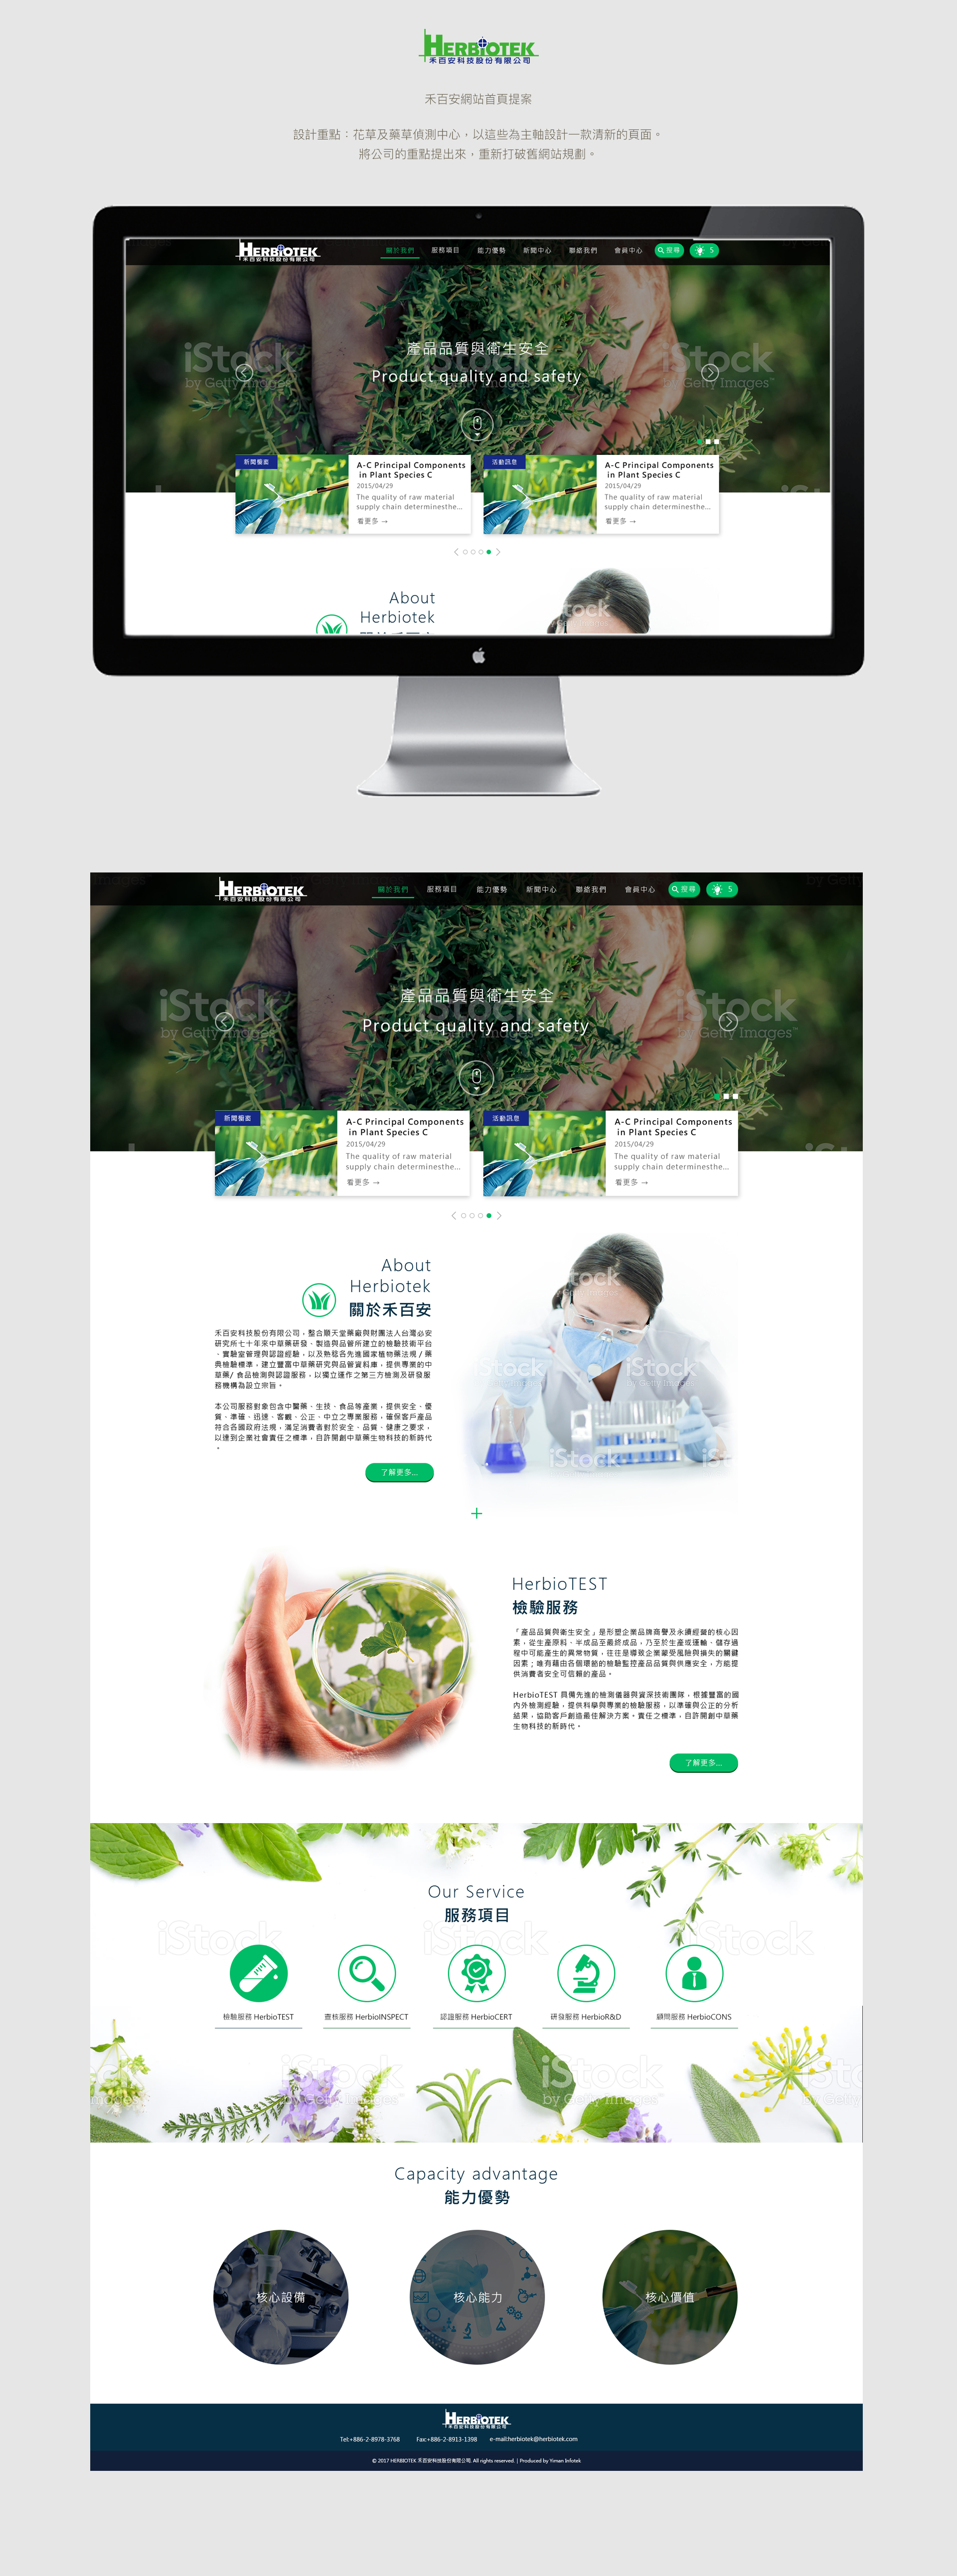 HERBIOTEK
禾百安科技股份有限公司
禾百安網站首頁提案
設計重點：花草及藥草偵測中心，以這些為主軸設計一款清新的頁面。
將公司的重點提出來，重新打破舊網站規劃。
HERBIOTEK
禾百安科技股份有限公司
關於我們 服務項目 能力優勢 新聞中心 聯絡我們 會員中心 搜尋 5
iStock iStock iStock
by Getty Images by Getty Images by Getty Images™
產品品質與衛生安全
Product quality and safety
新聞櫥窗
A-C Principal Components
in Plant Species C
2015/04/29
The quality of raw material
supply chain determinesthe...
看更多 →
活動訊息
A-C Principal Components
in Plant Species C
2015/04/29
The quality of raw material
supply chain determinesthe...
看更多 →
About
Herbiotek
HERBIOTEK
禾百安科技股份有限公司
關於我們 服務項目 能力優勢 新聞中心 聯絡我們 會員中心 搜尋 5
iStock iStock iStock
by Getty Images by Getty Images by Getty Images™
產品品質與衛生安全
Product quality and safety
新聞櫥窗
A-C Principal Components
in Plant Species C
2015/04/29
The quality of raw material
supply chain determinesthe...
看更多 →
活動訊息
A-C Principal Components
in Plant Species C
2015/04/29
The quality of raw material
supply chain determinesthe...
看更多 →
About
Herbiotek
關於禾百安
禾百安科技股份有限公司，整合順天堂藥廠與財團法人台灣必安
研究所七十年來中草藥研發、製造與品管所建立的檢驗技術平台
、實驗室管理與認證經驗，以及熟稔各先進國家植物藥法規 / 藥
典檢驗標準，建立豐富中草藥研究與品管資料庫，提供專業的中
草藥/ 食品檢測與認證服務，以獨立運作之第三方檢測及研發服
務機構為設立宗旨。
本公司服務對象包含中醫藥、生技、食品等產業，提供安全、優
質、準確、迅速、客觀、公正、中立之專業服務，確保客戶產品
符合各國政府法規，滿足消費者對於安全、品質、健康之要求，
以達到企業社會責任之標準，自許開創中草藥生物科技的新時代
。
了解更多...
HerbioTEST
檢驗服務
「產品品質與衛生安全」是形塑企業品牌商譽及永續經營的核心因
素，從生產原料、半成品至最終成品，乃至於生產或運輸、儲存過
程中可能產生的異常物質，往往是導致企業蒙受風險與損失的關鍵
因素；唯有藉由各個環節的檢驗監控產品品質與供應安全，方能提
供消費者安全可信賴的產品。
HerbioTEST 具備先進的檢測儀器與資深技術團隊，根據豐富的國
內外檢測經驗，提供科學與專業的檢驗服務，以準確與公正的分析
結果，協助客戶創造最佳解決方案。責任之標準，自許開創中草藥
生物科技的新時代。
了解更多...
Our Service
服務項目
iStock iStock iStock
檢驗服務 HerbioTEST 查核服務 HerbioINSPECT 認證服務 HerbioCERT 研發服務 HerbioR&D 顧問服務 HerbioCONS
iStock iStock
by Getty Images™ by Getty Images™
Capacity advantage
能力優勢
核心設備 核心能力 核心價值
HERBIOTEK
禾百安科技股份有限公司
Tel:+886-2-8978-3768 Fax:+886-2-8913-1398 e-mail:herbiotek@herbiotek.com
© 2017 HERBIOTEK 禾百安科技股份有限公司. All rights reserved. | Produced by Yiman Infotek